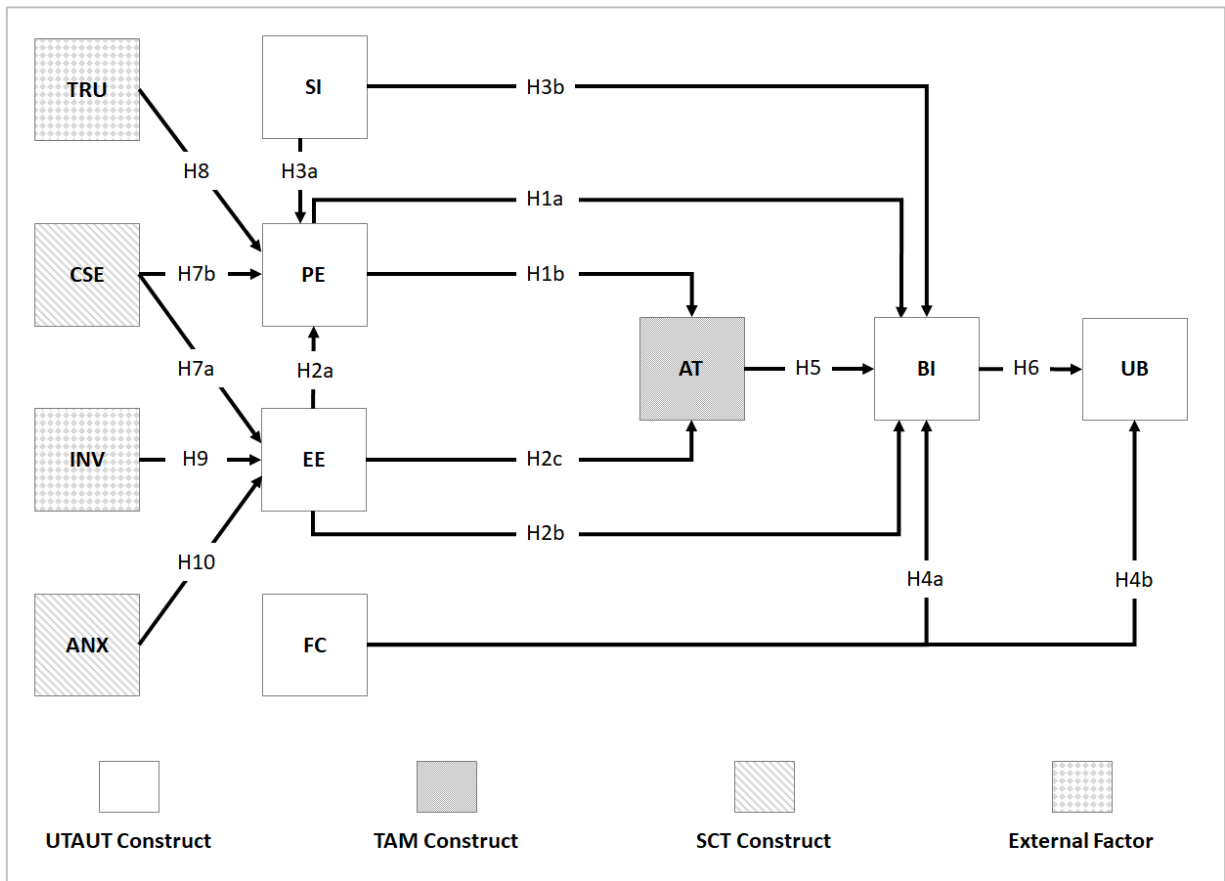 TRU
SI
H3b
H8
H3a
H1a
CSE
H7b
PE
H1b
H7a
H2a
AT
H5
BI
H6
UB
INV
H9
EE
H2c
H2b
H10
H4a
H4b
ANX
FC
UTAUT Construct
TAM Construct
SCT Construct
External Factor